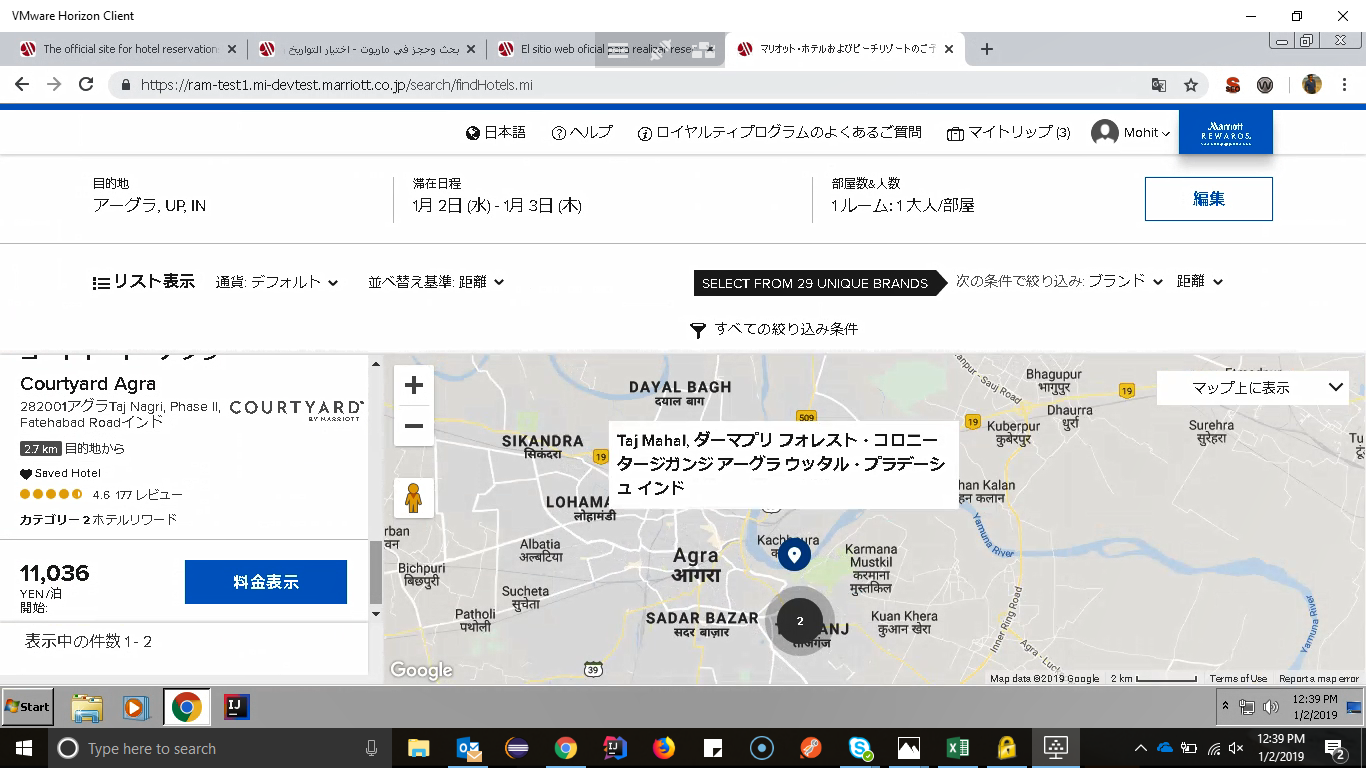 VMware Horizon Client
The official site for hotel reservation
بحث وحجز في ماريوت - اختيار التواريخ
El sitio web oficial para realizar rese
マリオット・ホテルおよびビーチリゾートのご予
https://ram-test1.mi-devtest.marriott.co.jp/search/findHotels.mi
日本語
ヘルプ
ロイヤルティプログラムのよくあるご質問
マイトリップ (3)
Mohit
Marriott
REWARDS.
目的地
アーグラ, UP, IN
滞在日程
1月 2日 (水) - 1月 3日 (木)
部屋数&人数
1 ルーム: 1 大人/部屋
編集
リスト表示
通貨: デフォルト
並べ替え基準: 距離
SELECT FROM 29 UNIQUE BRANDS
次の条件で絞り込み: ブランド
距離
すべての絞り込み条件
Courtyard Agra
282001アグラTaj Nagri, Phase II,
Fatehabad Roadインド
COURTYARD
BY MARRIOTT
2.7 km 目的地から
Saved Hotel
4.6 177 レビュー
カテゴリー 2 ホテルリワード
11,036
YEN/泊
開始:
料金表示
表示中の件数 1 - 2
DAYAL BAGH
दयाल बाग
SIKANDRA
सिकंदरा
19
509
LOHAMA
लोहामंडी
Taj Mahal, ダーマプリ フォレスト・コロニー
タージガンジ アーグラ ウッタル・プラデーシ
ュ インド
Bhagupur
भागुपुर
19
Dhaurra
धुर्रा
19
Kuberpur
कुबेरपुर
マップ上に表示
Surehra
सुरेहरा
han Kalan
हन कलान
rban
वन
Bichpuri
बिछपुरी
Albatia
अल्बटिया
Agra
आगरा
Kachhpura
Karmana
Mustkil
करमाना
मुस्तकिल
Yamuna River
Sucheta
सुचेता
Patholi
पथोली
SADAR BAZAR
सदर बाज़ार
2
ताजगंज
Kuan Khera
कुआन खेरा
Inner Ring Road
Yamuna River
39
Google
Map data ©2019 Google
2 km
Terms of Use
Report a map error
Start
12:39 PM
1/2/2019
Type here to search
12:39 PM
1/2/2019
2